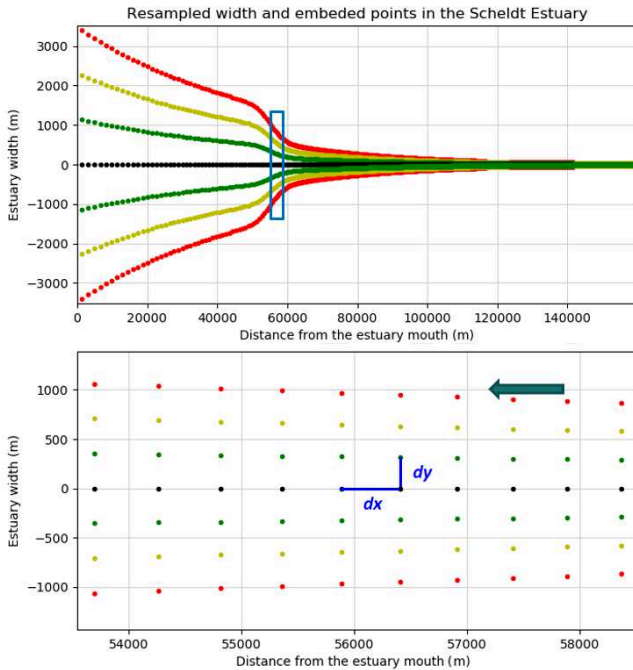 Resampled width and embeded points in the Scheldt Estuary
Estuary width (m)
3000
2000
1000
0
−1000
−2000
−3000
0 20000 40000 60000 80000 100000 120000 140000
Distance from the estuary mouth (m)
Estuary width (m)
1000
500
0
−500
−1000
dy
dx
54000 55000 56000 57000 58000
Distance from the estuary mouth (m)